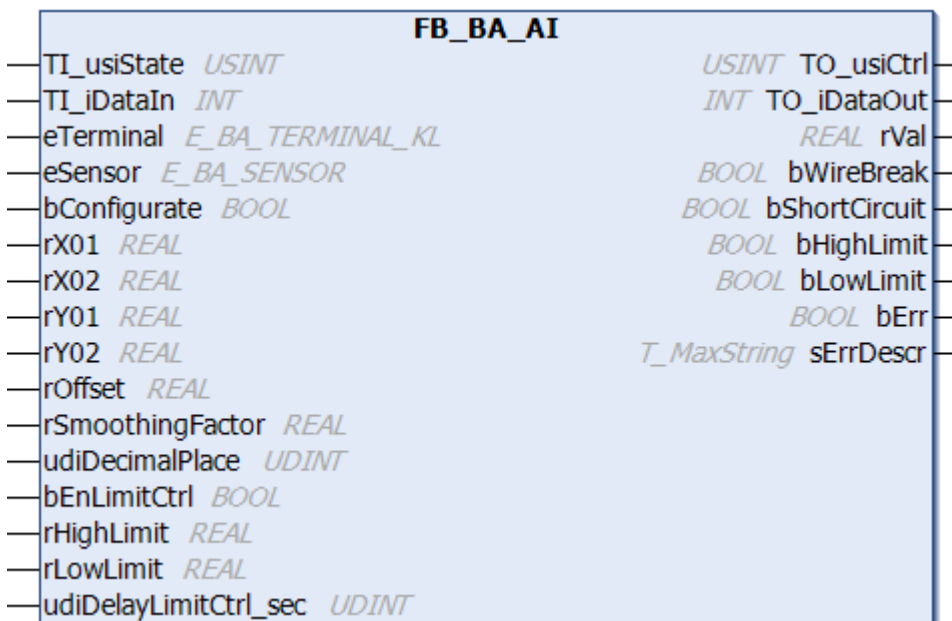 FB_BA_AI
TI_usiState USINT USINT TO_usiCtrl
TI_iDataIn INT INT TO_iDataOut
eTerminal E_BA_TERMINAL_KL REAL rVal
eSensor E_BA_SENSOR BOOL bWireBreak
bConfigurate BOOL BOOL bShortCircuit
rX01 REAL BOOL bHighLimit
rX02 REAL BOOL bLowLimit
rY01 REAL BOOL bErr
rY02 REAL T_MaxString sErrDescr
rOffset REAL
rSmoothingFactor REAL
udiDecimalPlace UDINT
bEnLimitCtrl BOOL
rHighLimit REAL
rLowLimit REAL
udiDelayLimitCtrl_sec UDINT